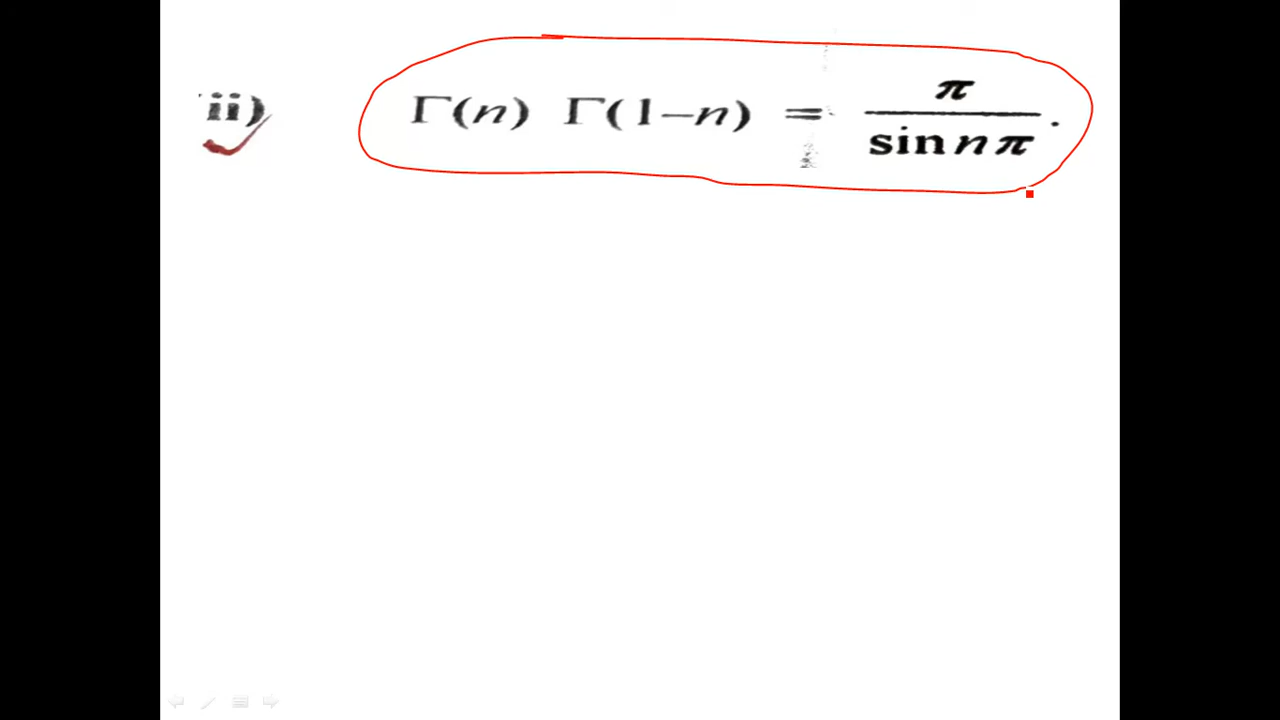 ii) Γ(n) Γ(1−n) = π / sin nπ .